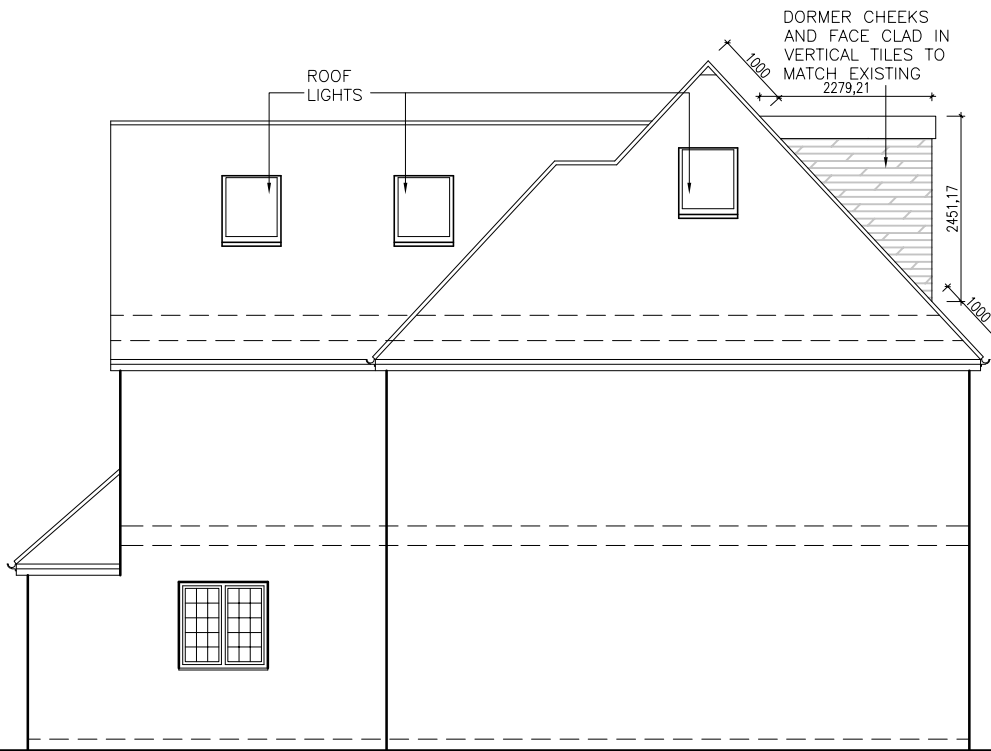 DORMER CHEEKS
AND FACE CLAD IN
VERTICAL TILES TO
MATCH EXISTING
1000
2279,21
ROOF
LIGHTS
2451,17
1000